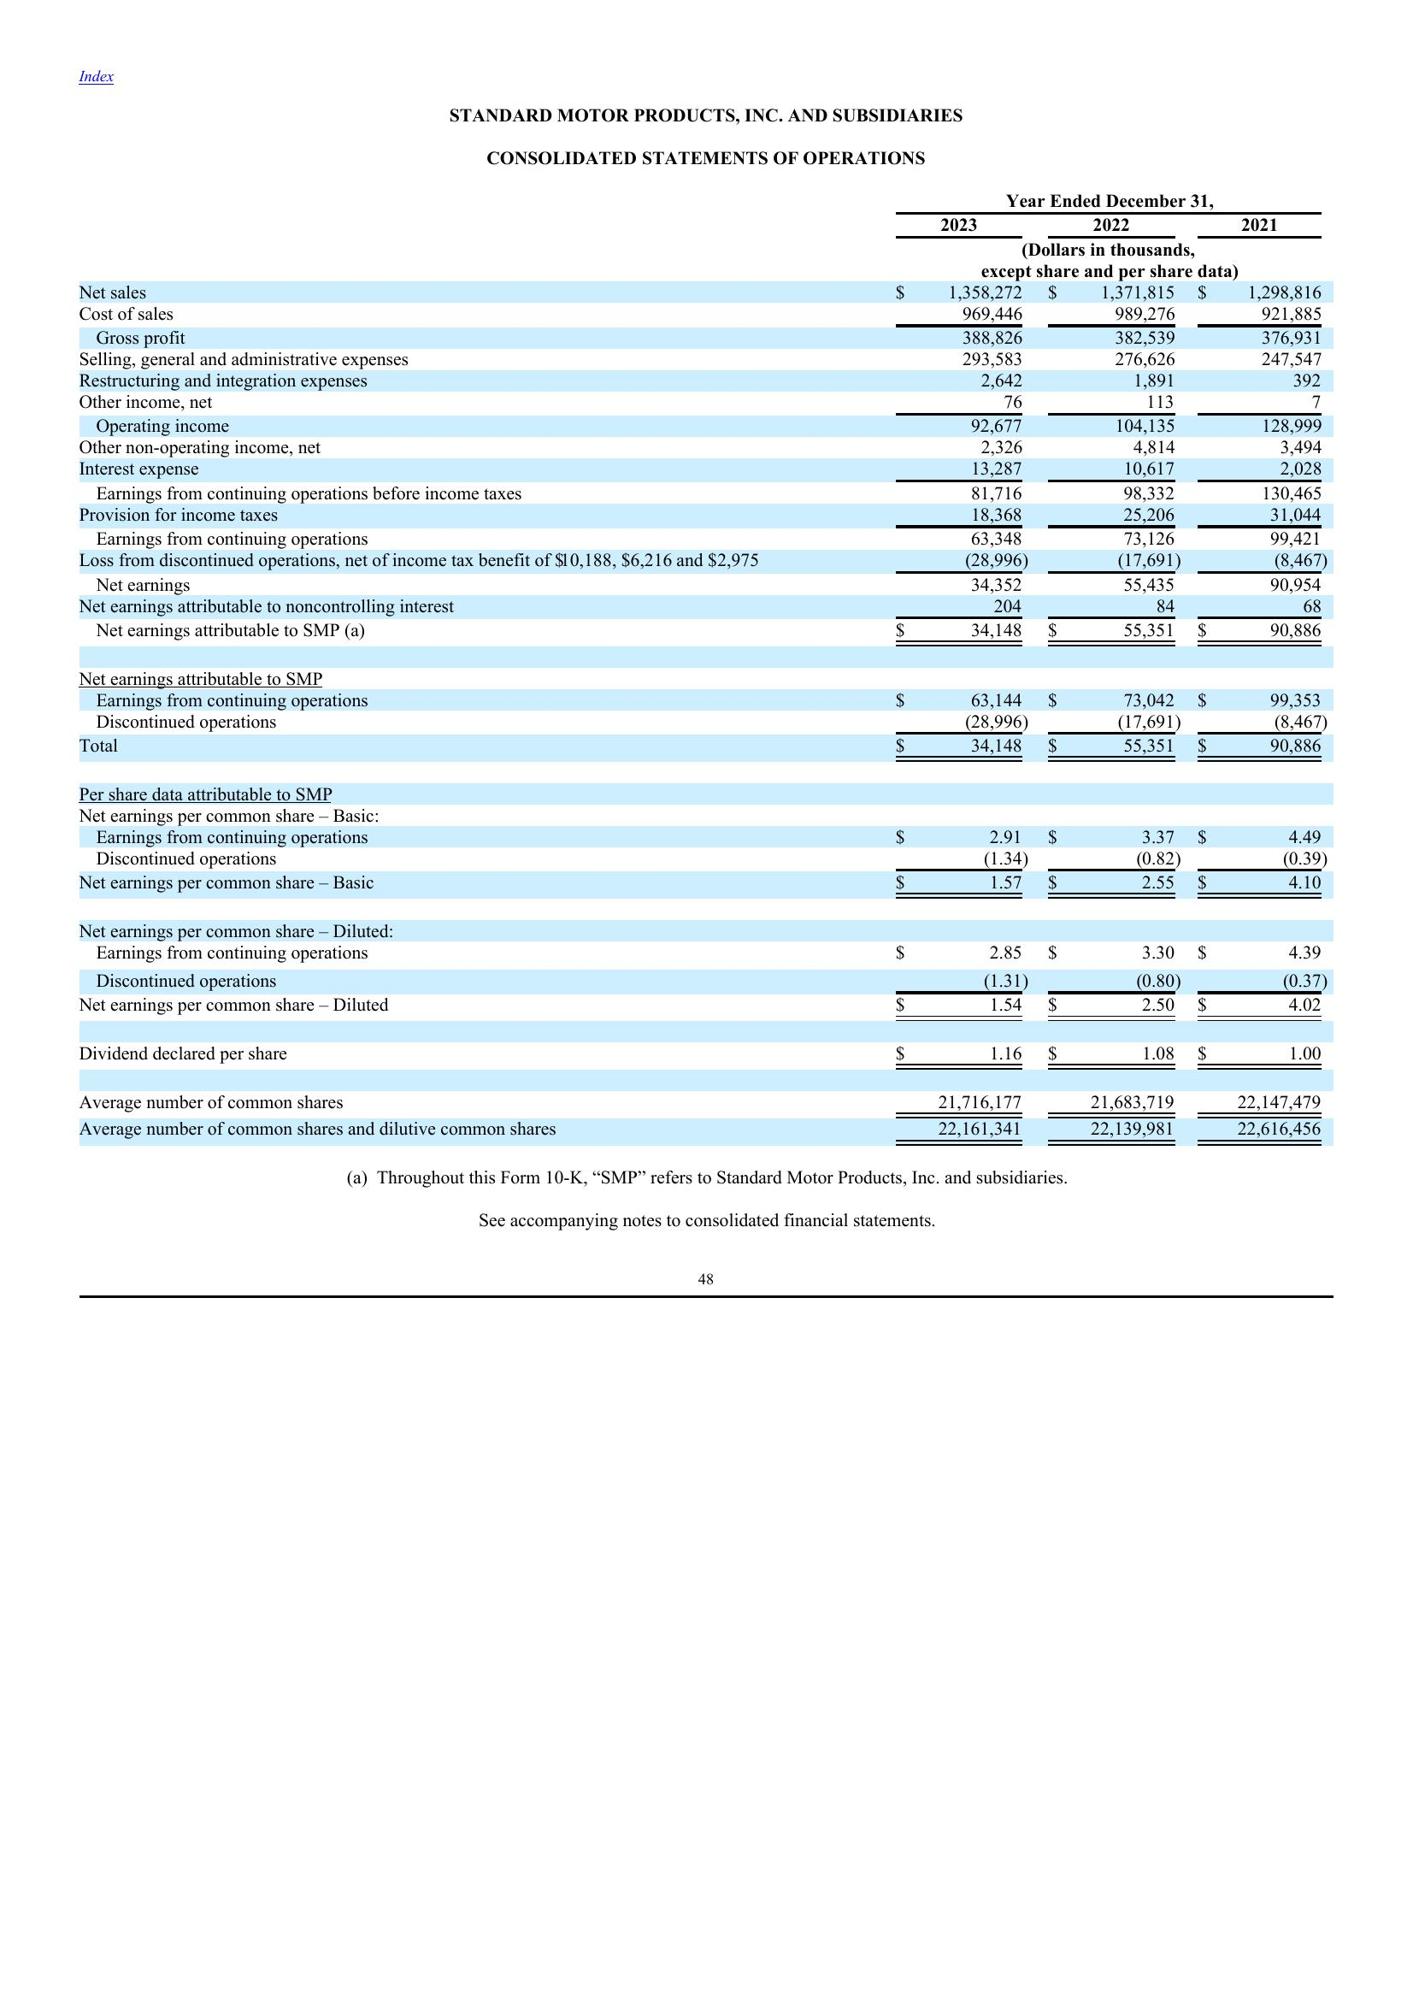 Index
STANDARD MOTOR PRODUCTS, INC. AND SUBSIDIARIES
CONSOLIDATED STATEMENTS OF OPERATIONS
Year Ended December 31,
2023 2022 2021
(Dollars in thousands,
except share and per share data)
Net sales $ 1,358,272 $ 1,371,815 $ 1,298,816
Cost of sales 969,446 989,276 921,885
Gross profit 388,826 382,539 376,931
Selling, general and administrative expenses 293,583 276,626 247,547
Restructuring and integration expenses 2,642 1,891 392
Other income, net 76 113 7
Operating income 92,677 104,135 128,999
Other non-operating income, net 2,326 4,814 3,494
Interest expense 13,287 10,617 2,028
Earnings from continuing operations before income taxes 81,716 98,332 130,465
Provision for income taxes 18,368 25,206 31,044
Earnings from continuing operations 63,348 73,126 99,421
Loss from discontinued operations, net of income tax benefit of $10,188, $6,216 and $2,975 (28,996) (17,691) (8,467)
Net earnings 34,352 55,435 90,954
Net earnings attributable to noncontrolling interest 204 84 68
Net earnings attributable to SMP (a) $ 34,148 $ 55,351 $ 90,886
Net earnings attributable to SMP
Earnings from continuing operations $ 63,144 $ 73,042 $ 99,353
Discontinued operations (28,996) (17,691) (8,467)
Total $ 34,148 $ 55,351 $ 90,886
Per share data attributable to SMP
Net earnings per common share – Basic:
Earnings from continuing operations $ 2.91 $ 3.37 $ 4.49
Discontinued operations (1.34) (0.82) (0.39)
Net earnings per common share – Basic $ 1.57 $ 2.55 $ 4.10
Net earnings per common share – Diluted:
Earnings from continuing operations $ 2.85 $ 3.30 $ 4.39
Discontinued operations (1.31) (0.80) (0.37)
Net earnings per common share – Diluted $ 1.54 $ 2.50 $ 4.02
Dividend declared per share $ 1.16 $ 1.08 $ 1.00
Average number of common shares 21,716,177 21,683,719 22,147,479
Average number of common shares and dilutive common shares 22,161,341 22,139,981 22,616,456
(a) Throughout this Form 10-K, “SMP” refers to Standard Motor Products, Inc. and subsidiaries.
See accompanying notes to consolidated financial statements.
48